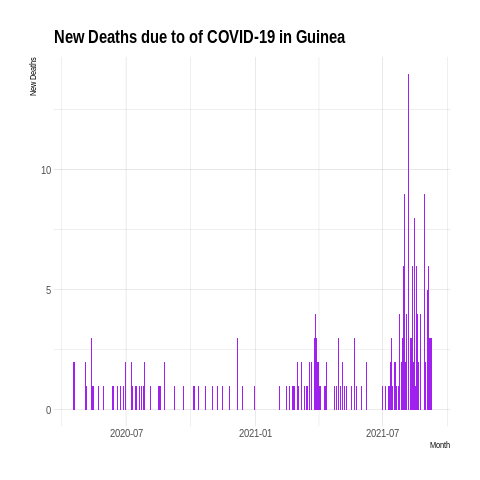 New Deaths due to of COVID-19 in Guinea
New Deaths
10
5
0
2020-07
2021-01
2021-07
Month